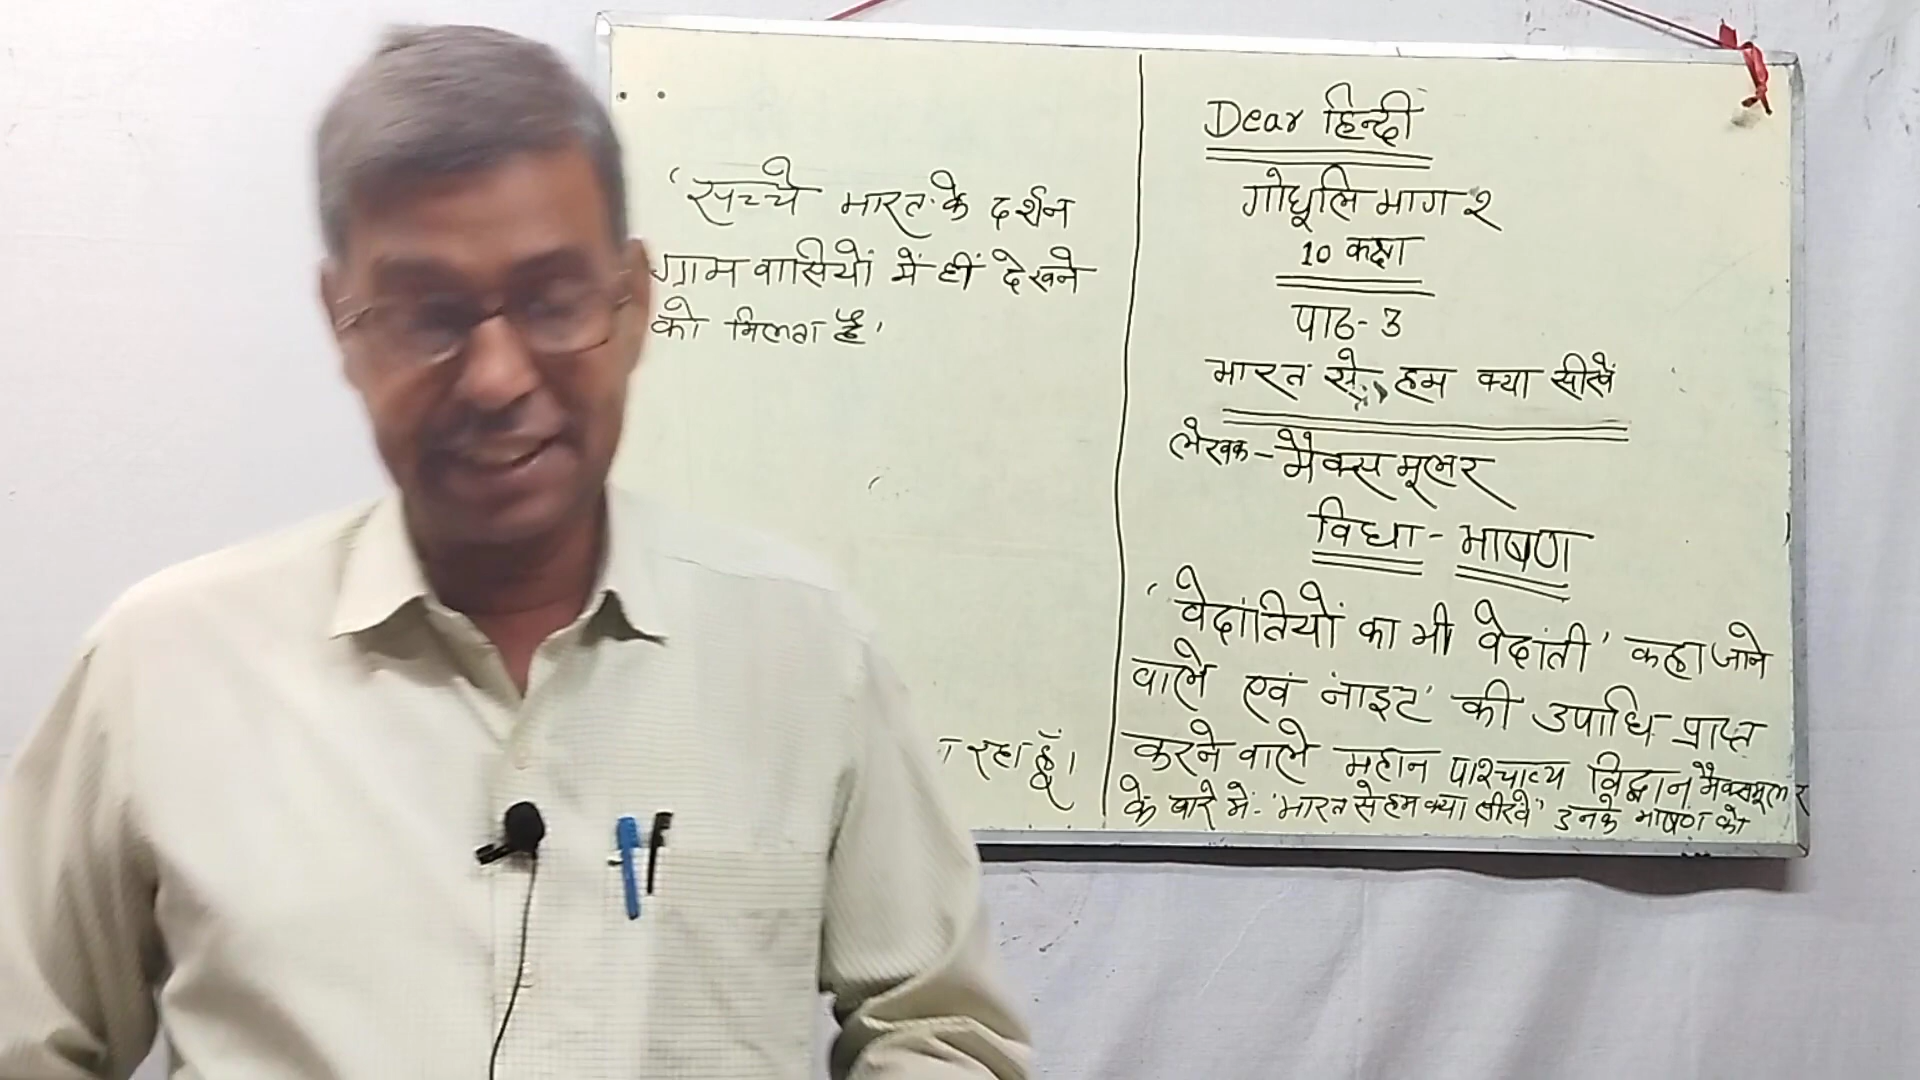 'सच्चे भारत के दर्शन
ग्राम वासियों में हीं देखने
को मिलता है'
रहा हूँ।
Dear हिन्दी
गोधूलि भाग २
10 कक्षा
पाठ- 3
भारत से हम क्या सीखें
लेखक - मैक्स मूलर
विधा - भाषण
'वेदांतियों का भी वेदांती' कहा जाने
वाले एवं 'नाइट' की उपाधि प्राप्त
करने वाले महान पाश्चात्य विद्वान मैक्समूलर
के बारे में 'भारत से हम क्या सीखें' उनके भाषण को